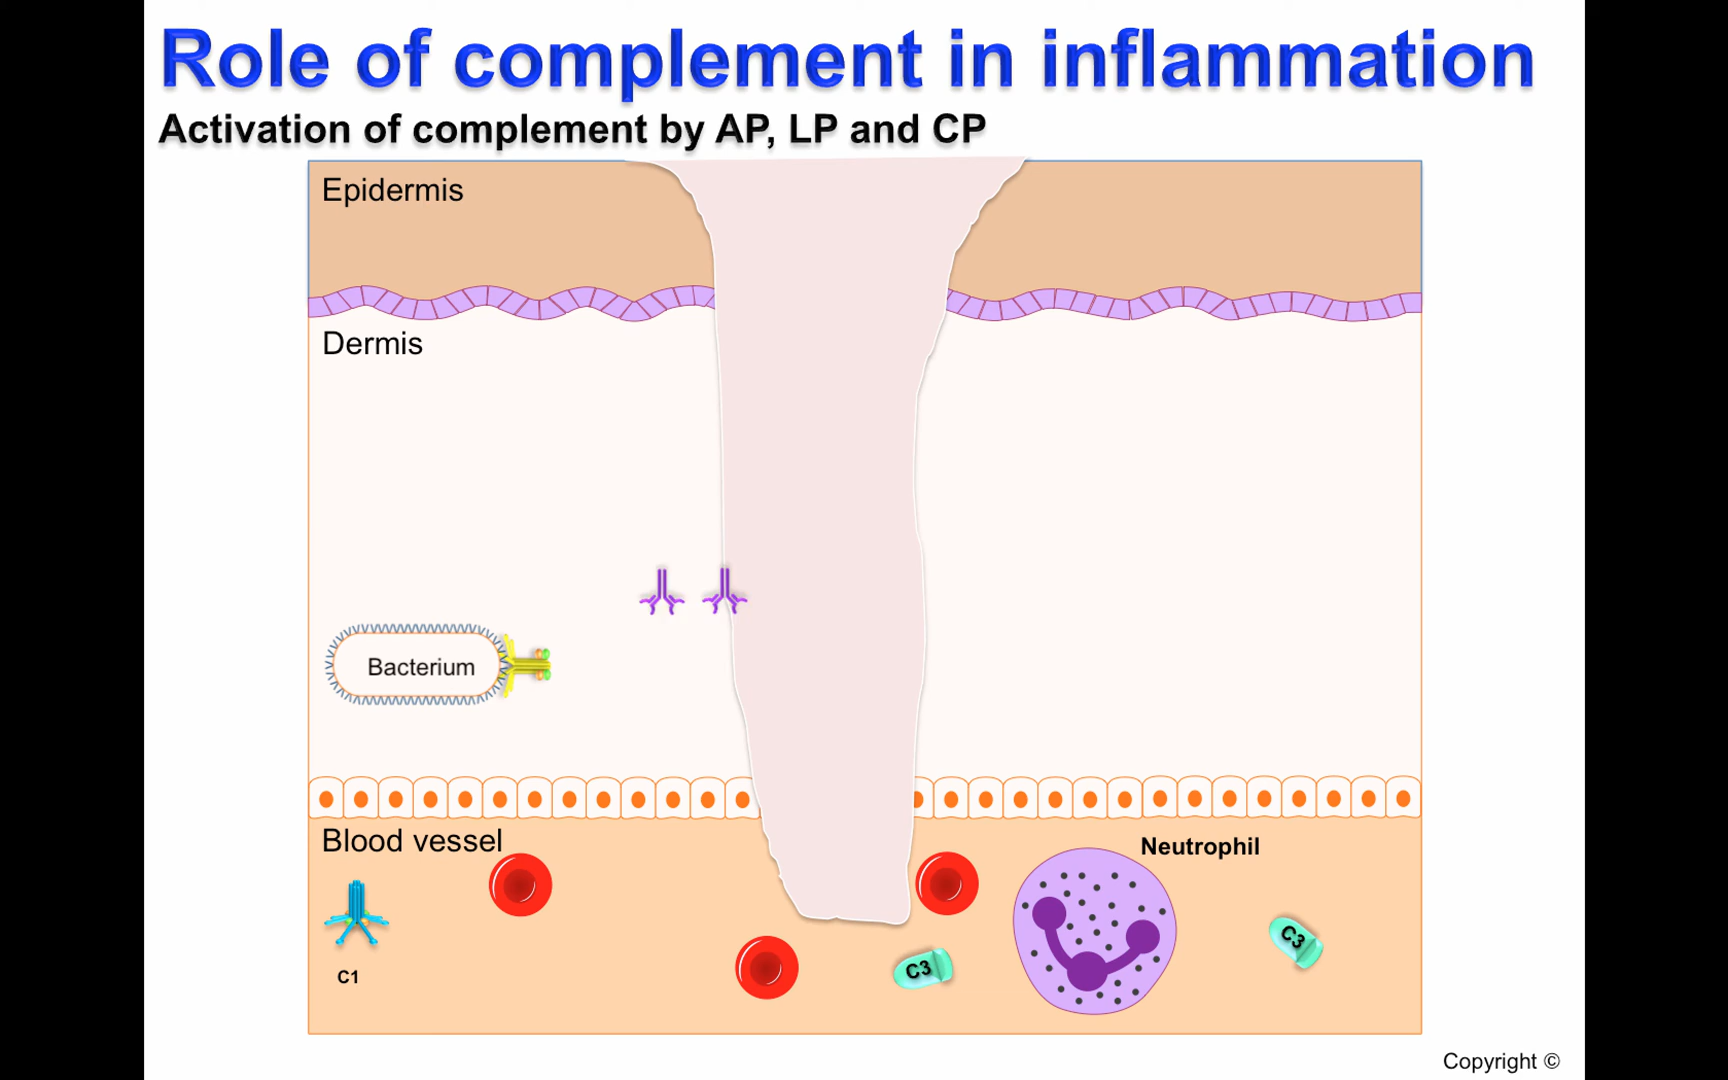 Role of complement in inflammation
Activation of complement by AP, LP and CP
Epidermis
Dermis
Bacterium
Blood vessel
Neutrophil
C1
C3
C3
Copyright ©